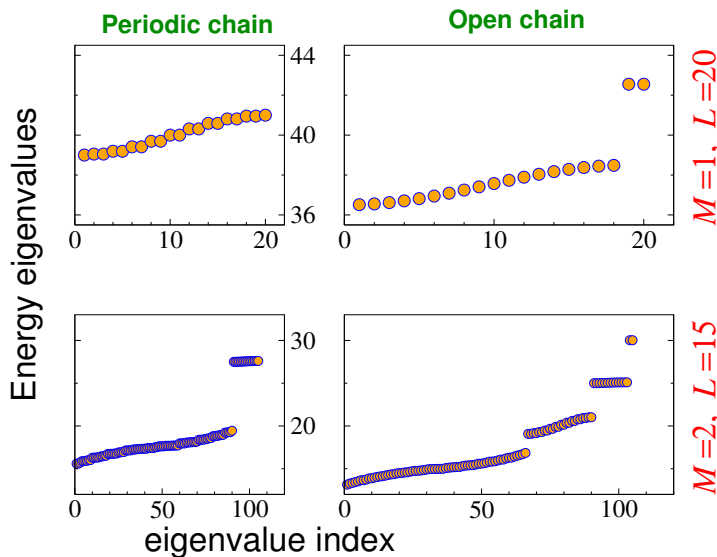 Periodic chain
Open chain
44
40
36
0
10
20
0
10
20
M=1, L=20
Energy eigenvalues
30
20
0
50
100
0
50
100
M=2, L=15
eigenvalue index